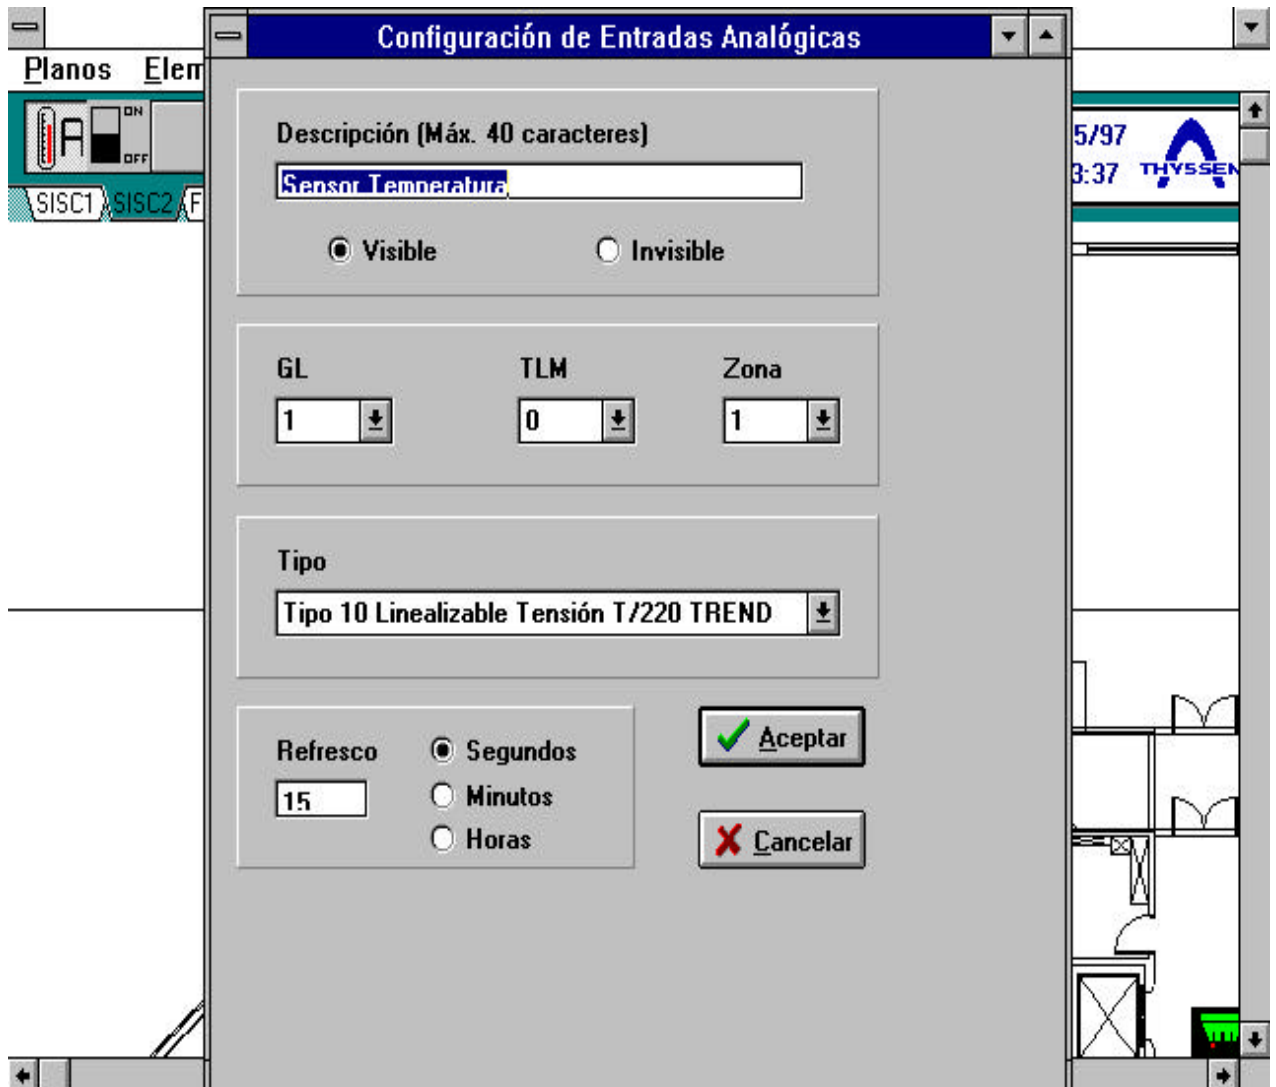 Configuración de Entradas Analógicas
Planos Elem
ON
A
OFF
5/97
3:37
THYSSEN
SISC1 SISC2 F
Descripción (Máx. 40 caracteres)
Sensor Temperatura
Visible Invisible
GL TLM Zona
1 0 1
Tipo
Tipo 10 Linealizable Tensión T/220 TREND
Refresco
15
Segundos
Minutos
Horas
Aceptar
Cancelar